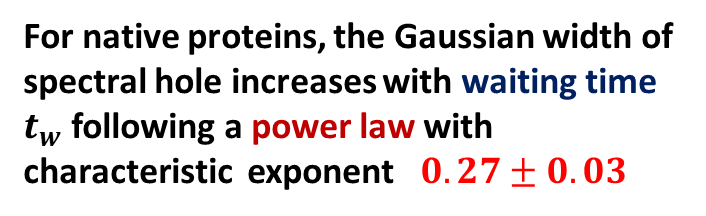 For native proteins, the Gaussian width of
spectral hole increases with waiting time
t_w following a power law with
characteristic exponent 0.27 ± 0.03